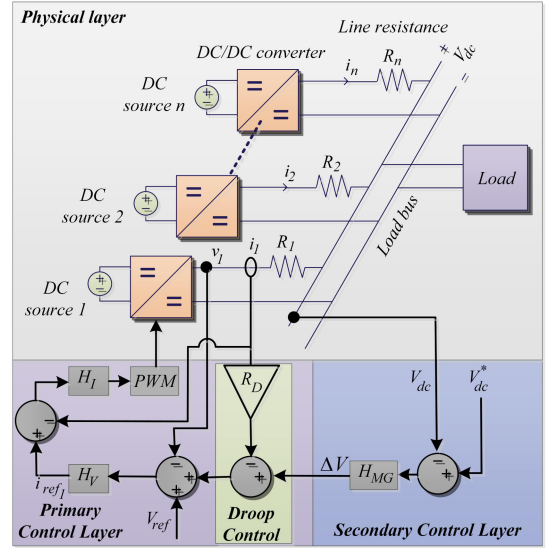 Physical layer
Line resistance
DC/DC converter
DC
source n
i_n
R_n
+
V_dc
=
DC
source 2
i_2
R_2
Load
Load bus
DC
source 1
v_1
i_1
R_1
H_I
PWM
R_D
V_dc
V*_dc
i_ref1
H_V
ΔV
H_MG
V_ref
Primary
Control Layer
Droop
Control
Secondary Control Layer